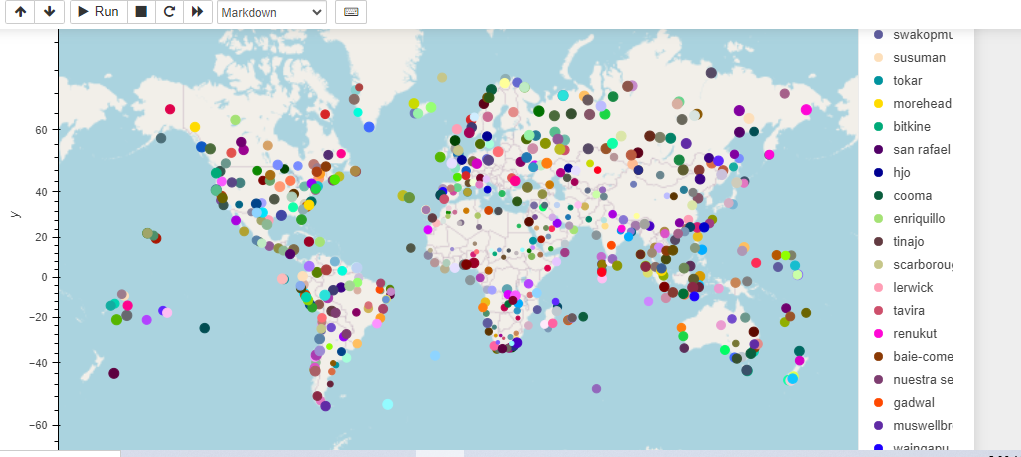 Run
Markdown
y
60
40
20
0
−20
−40
−60
swakopmu
susuman
tokar
morehead
bitkine
san rafael
hjo
cooma
enriquillo
tinajo
scarborou
lerwick
tavira
renukut
baie-come
nuestra se
gadwal
muswellbr
waingapu